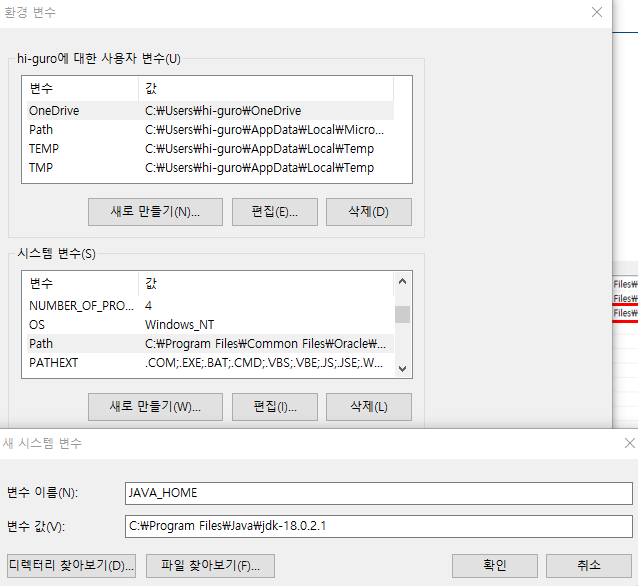 환경 변수
hi-guro에 대한 사용자 변수(U)
변수 값
OneDrive C:₩Users₩hi-guro₩OneDrive
Path C:₩Users₩hi-guro₩AppData₩Local₩Micro...
TEMP C:₩Users₩hi-guro₩AppData₩Local₩Temp
TMP C:₩Users₩hi-guro₩AppData₩Local₩Temp
새로 만들기(N)... 편집(E)... 삭제(D)
시스템 변수(S)
변수 값
NUMBER_OF_PRO... 4
OS Windows_NT
Path C:₩Program Files₩Common Files₩Oracle₩...
PATHEXT .COM;.EXE;.BAT;.CMD;.VBS;.VBE;.JS;.JSE;.W...
Files₩
Files₩
Files₩
새로 만들기(W)... 편집(I)... 삭제(L)
새 시스템 변수
변수 이름(N): JAVA_HOME
변수 값(V): C:₩Program Files₩Java₩jdk-18.0.2.1
디렉터리 찾아보기(D)... 파일 찾아보기(F)... 확인 취소